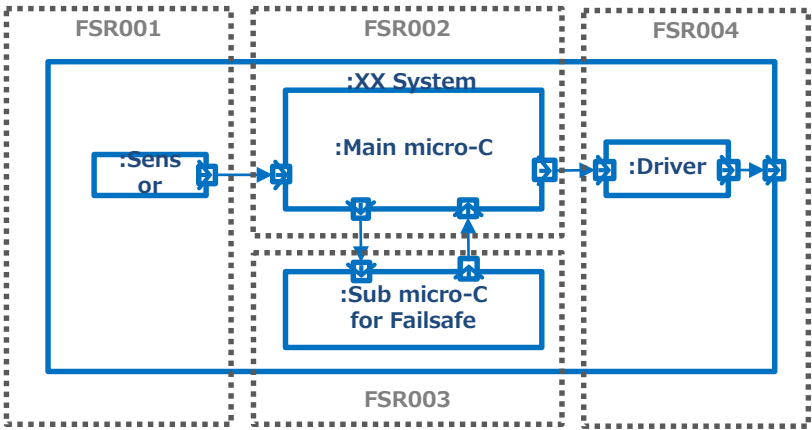 FSR001
FSR002
FSR004
:XX System
:Sens
or
:Main micro-C
:Driver
:Sub micro-C
for Failsafe
FSR003